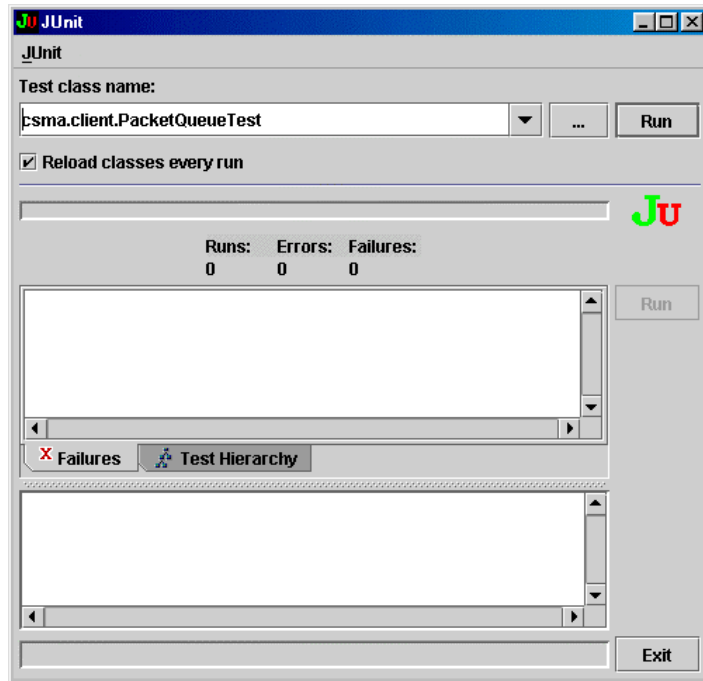 JU JUnit
JUnit
Test class name:
csma.client.PacketQueueTest
... Run
Reload classes every run
JU
Runs: Errors: Failures:
0 0 0
Run
X Failures Test Hierarchy
Exit